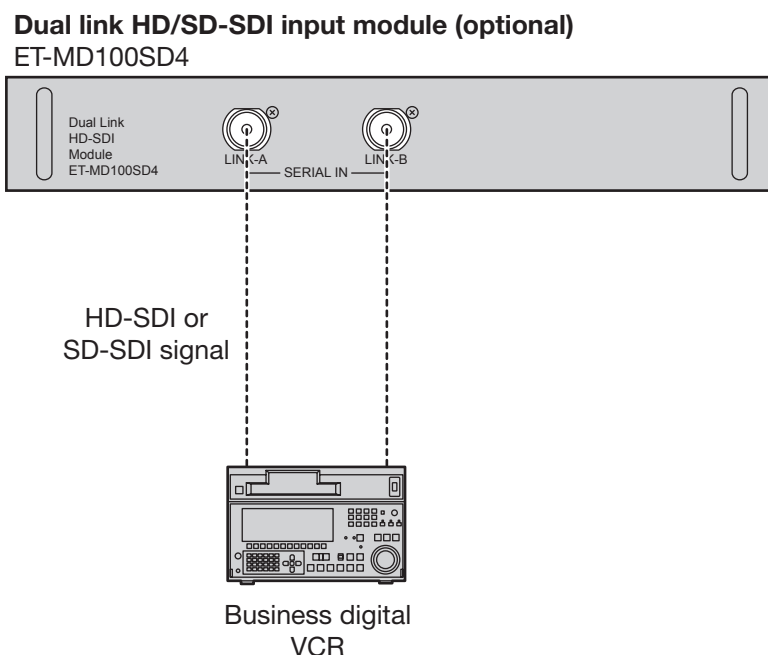 Dual link HD/SD-SDI input module (optional)
ET-MD100SD4
Dual Link
HD-SDI
Module
ET-MD100SD4
LINK-A
LINK-B
SERIAL IN
HD-SDI or
SD-SDI signal
Business digital
VCR